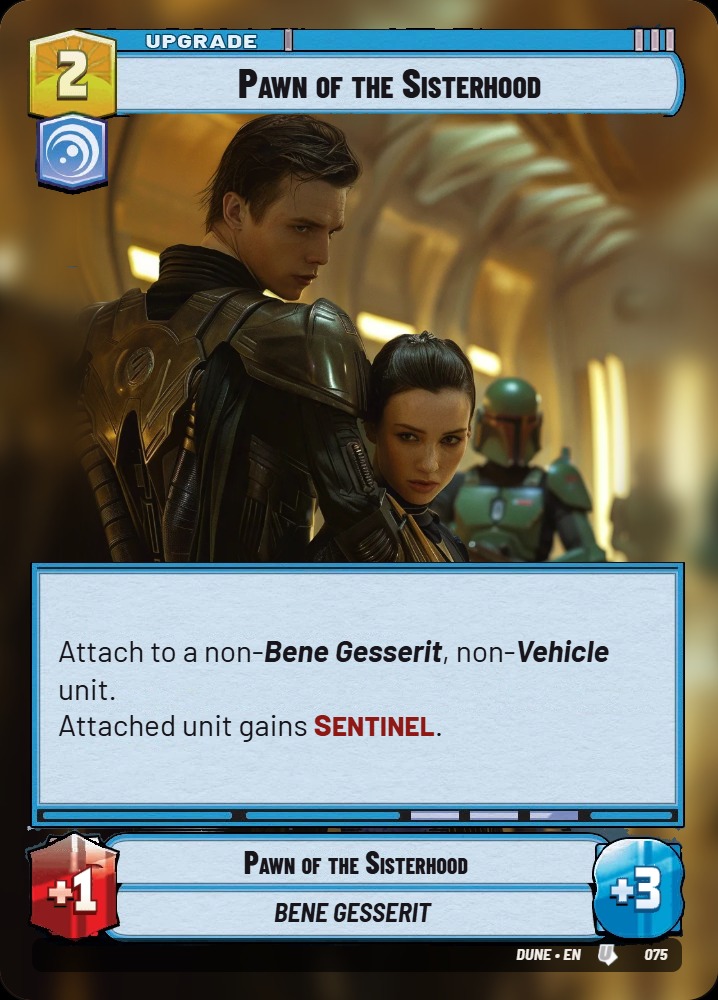 UPGRADE
2
PAWN OF THE SISTERHOOD
Attach to a non-Bene Gesserit, non-Vehicle
unit.
Attached unit gains SENTINEL.
+1
PAWN OF THE SISTERHOOD
+3
BENE GESSERIT
DUNE • EN U 075